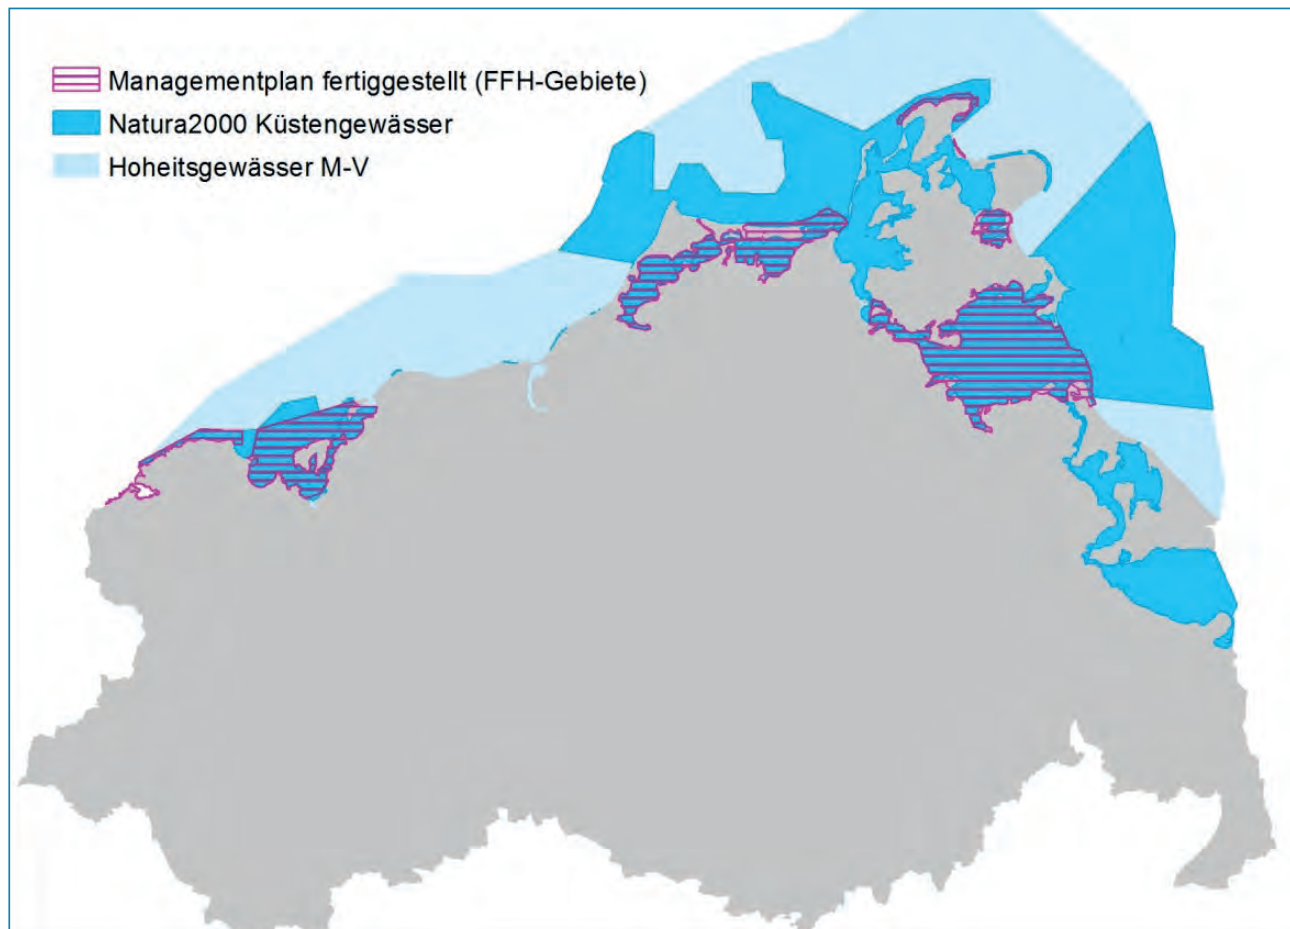 Managementplan fertiggestellt (FFH-Gebiete)
Natura2000 Küstengewässer
Hoheitsgewässer M-V